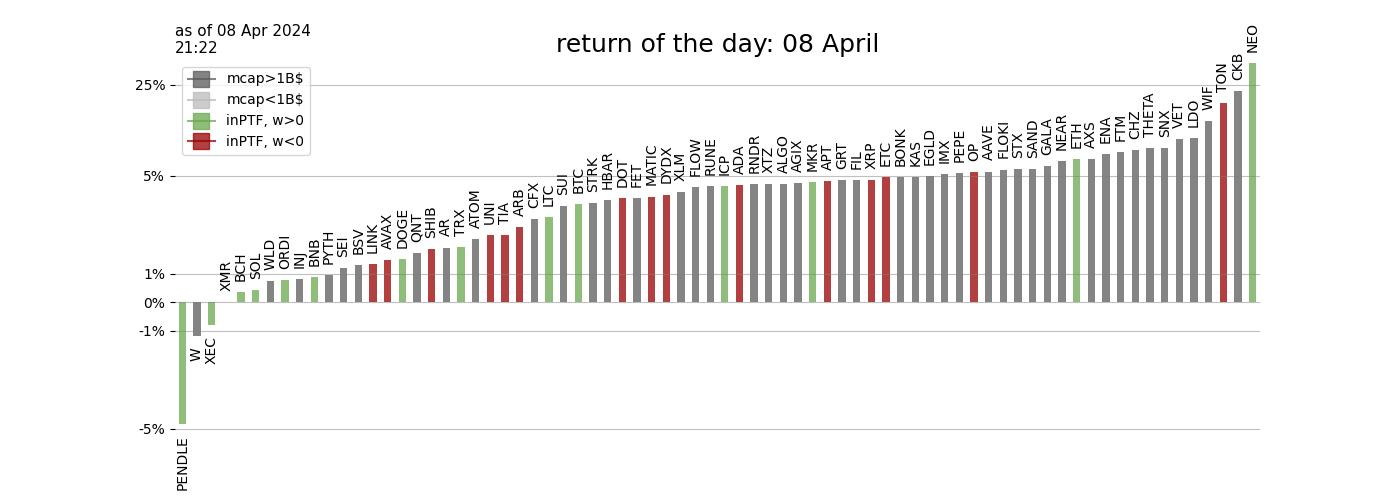 as of 08 Apr 2024
21:22
return of the day: 08 April
mcap>1B$
mcap<1B$
inPTF, w>0
inPTF, w<0
25%
5%
1%
0%
-1%
-5%
PENDLE
W
XEC
XMR
BCH
SOL
WLD
ORDI
INJ
BNB
PYTH
SEI
BSV
LINK
AVAX
DOGE
QNT
SHIB
AR
TRX
ATOM
UNI
TIA
ARB
CFX
LTC
SUI
BTC
STRK
HBAR
DOT
FET
MATIC
DYDX
XLM
FLOW
RUNE
ICP
ADA
RNDR
XTZ
ALGO
AGIX
MKR
APT
GRT
FIL
XRP
ETC
BONK
KAS
EGLD
IMX
PEPE
OP
AAVE
FLOKI
STX
SAND
GALA
NEAR
ETH
AXS
ENA
FTM
CHZ
THETA
SNX
VET
LDO
WIF
TON
CKB
NEO